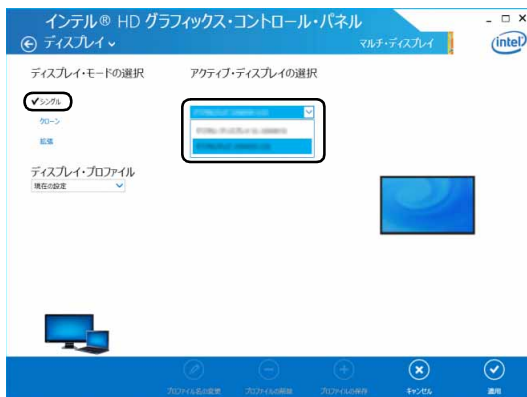 インテル® HD グラフィックス・コントロール・パネル
ディスプレイ
マルチ・ディスプレイ
intel
ディスプレイ・モードの選択
アクティブ・ディスプレイの選択
シングル
クローン
拡張
ディスプレイ・プロファイル
現在の設定
プロファイル名の変更
プロファイルの削除
プロファイルの保存
キャンセル
適用